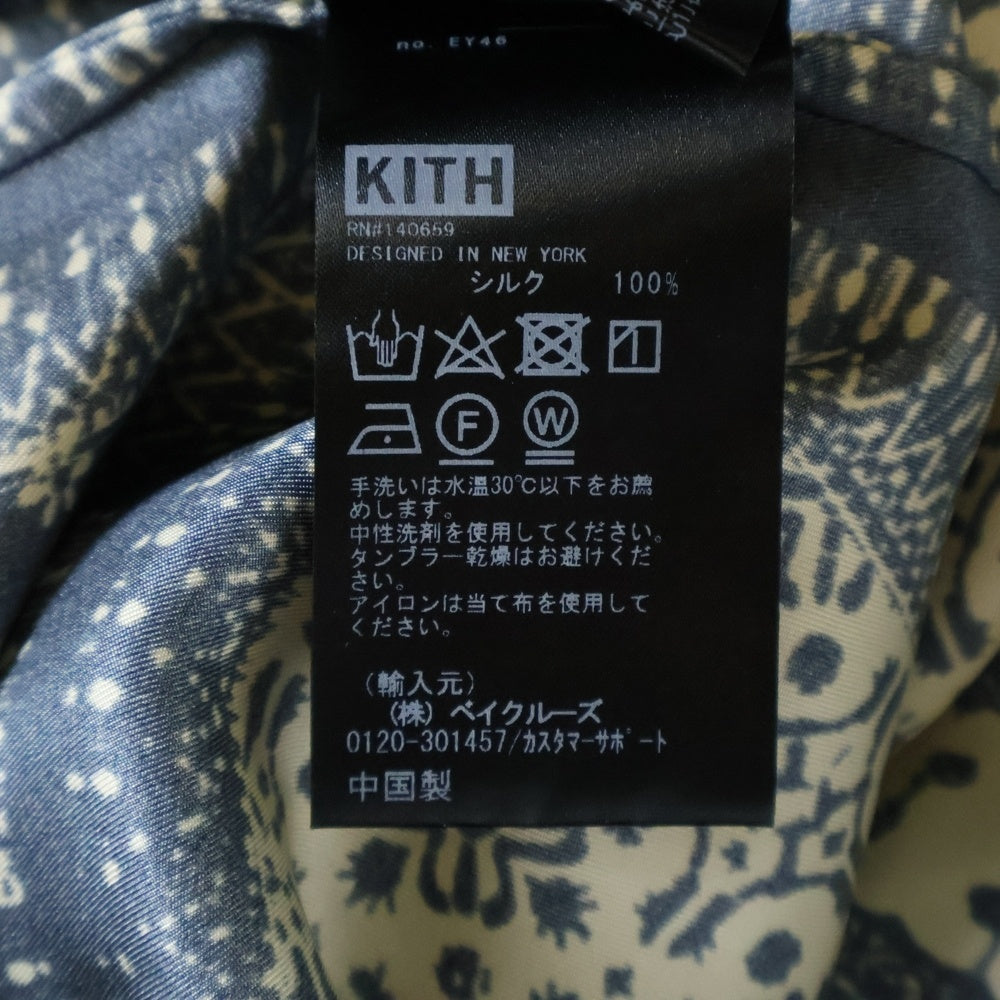 no. EY46
KITH
RN#140659
DESIGNED IN NEW YORK
シルク 100%
F W
手洗いは水温30℃以下をお薦
めします。
中性洗剤を使用してください。
タンブラー乾燥はお避けくだ
さい。
アイロンは当て布を使用して
ください。
(輸入元)
(株) ベイクルーズ
0120-301457/カスタマーサポート
中国製